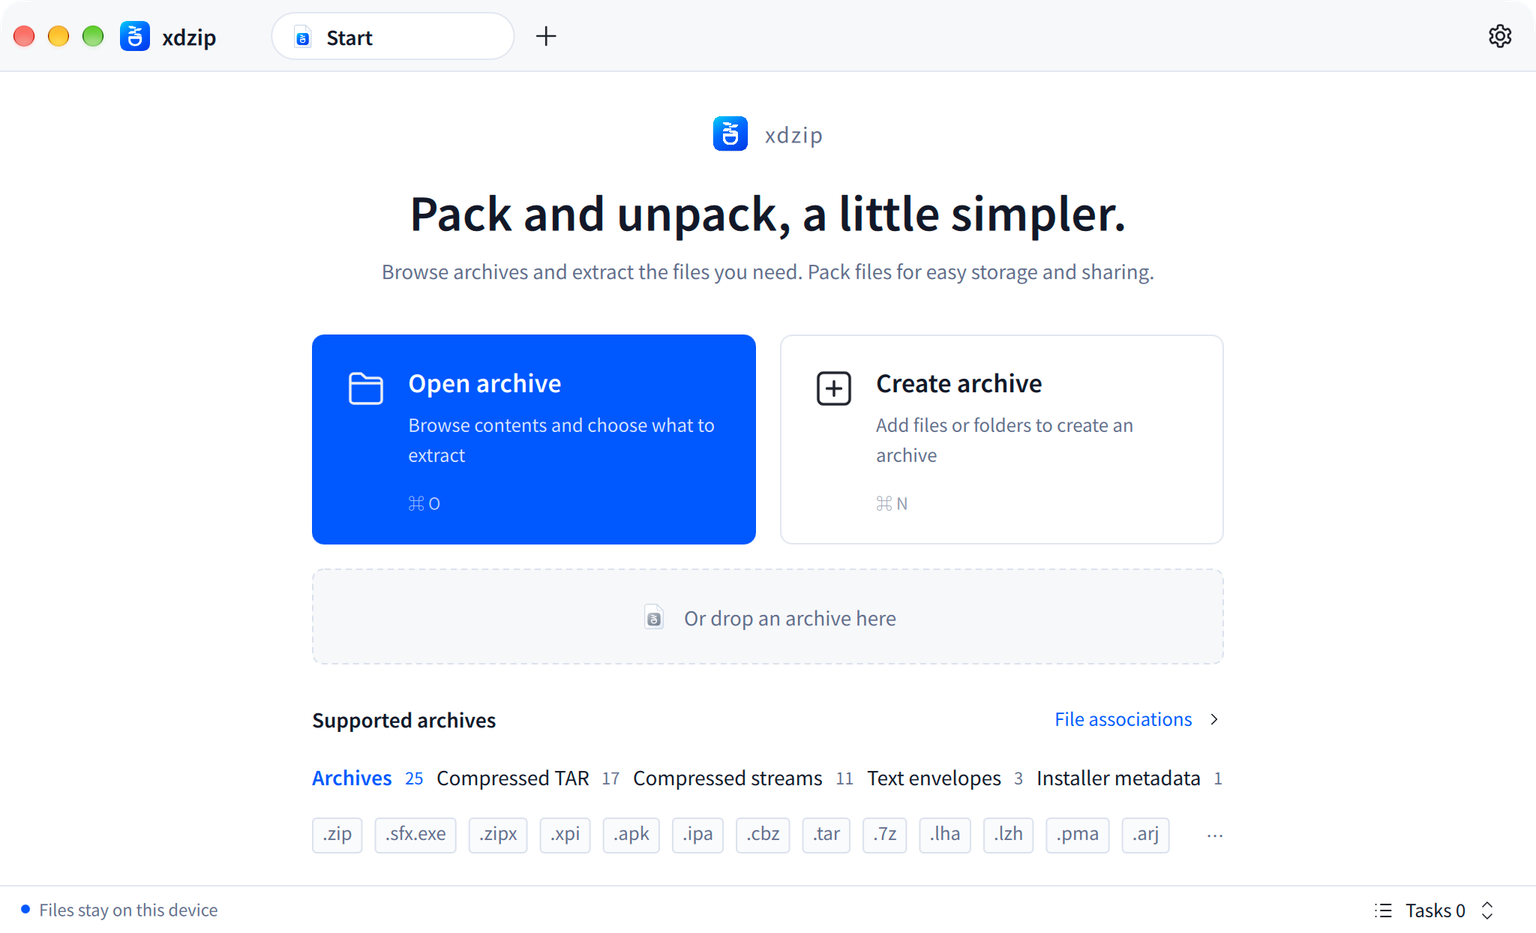 xdzip
Start
xdzip
Pack and unpack, a little simpler.
Browse archives and extract the files you need. Pack files for easy storage and sharing.
Open archive
Browse contents and choose what to
extract
⌘ O
Create archive
Add files or folders to create an
archive
⌘ N
Or drop an archive here
Supported archives
File associations
Archives 25 Compressed TAR 17 Compressed streams 11 Text envelopes 3 Installer metadata 1
.zip .sfx.exe .zipx .xpi .apk .ipa .cbz .tar .7z .lha .lzh .pma .arj ...
Files stay on this device
Tasks 0